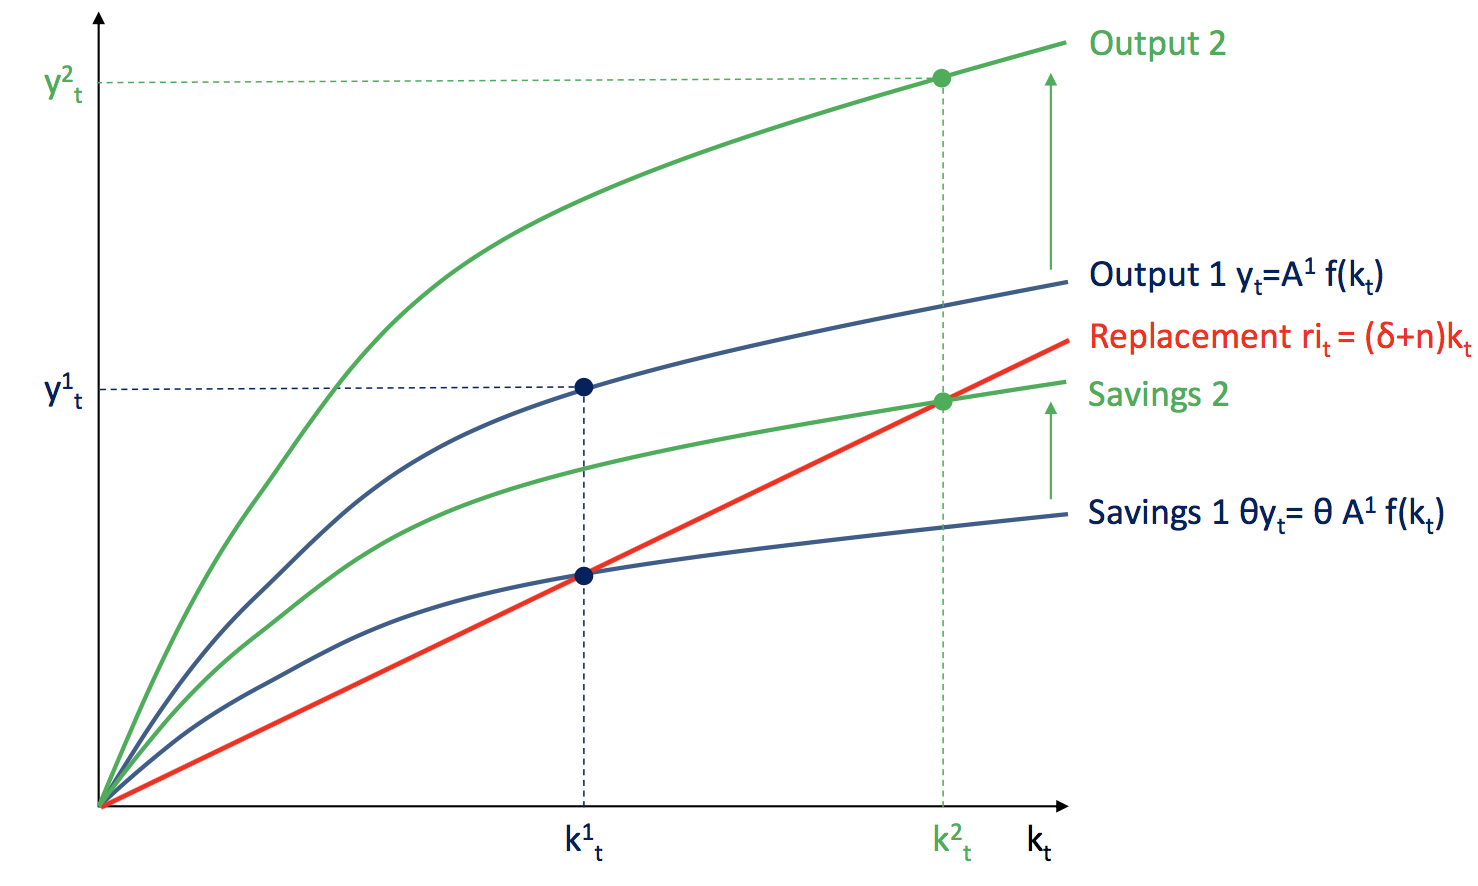 Output 2
y²ₜ
Output 1 yₜ=A¹ f(kₜ)
Replacement riₜ = (δ+n)kₜ
y¹ₜ
Savings 2
Savings 1 θyₜ= θ A¹ f(kₜ)
k¹ₜ
k²ₜ
kₜ